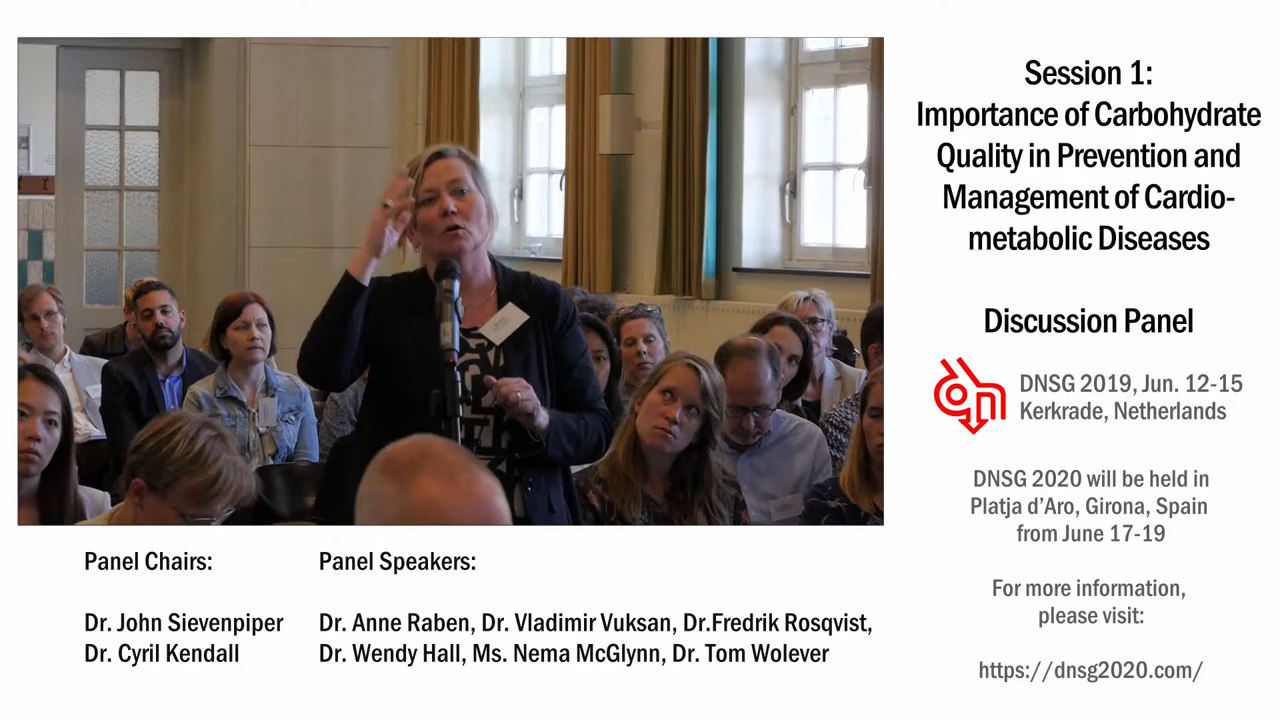 Session 1:
Importance of Carbohydrate
Quality in Prevention and
Management of Cardio-
metabolic Diseases
Discussion Panel
DNSG 2019, Jun. 12-15
Kerkrade, Netherlands
DNSG 2020 will be held in
Platja d'Aro, Girona, Spain
from June 17-19
For more information,
please visit:
https://dnsg2020.com/
Panel Chairs:
Dr. John Sievenpiper
Dr. Cyril Kendall
Panel Speakers:
Dr. Anne Raben, Dr. Vladimir Vuksan, Dr.Fredrik Rosqvist,
Dr. Wendy Hall, Ms. Nema McGlynn, Dr. Tom Wolever